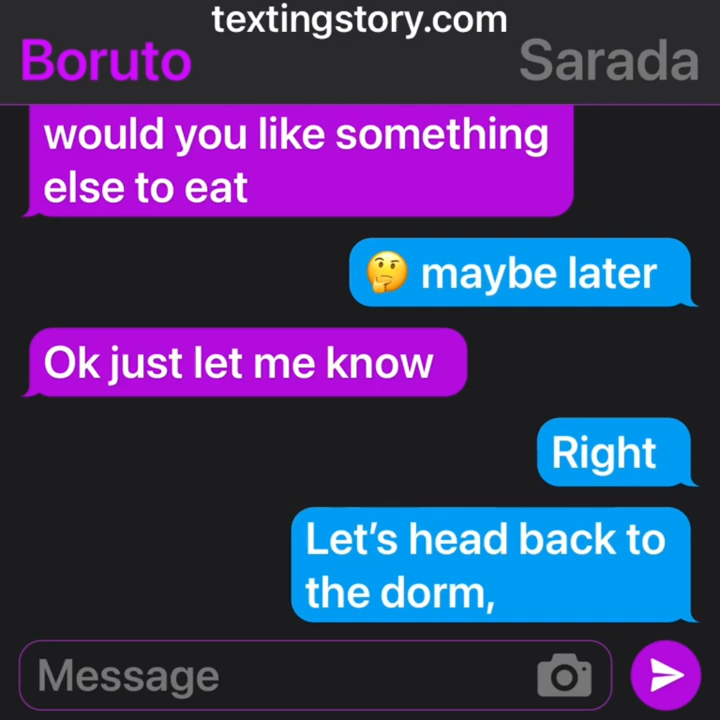 textingstory.com
Boruto Sarada
would you like something
else to eat
🤔 maybe later
Ok just let me know
Right
Let's head back to
the dorm,
Message